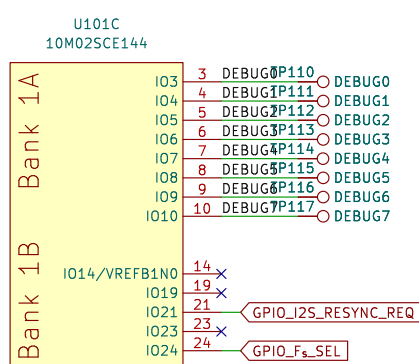 U101C
10M02SCE144
Bank 1A
IO3 3 DEBUG0 TP110 DEBUG0
IO4 4 DEBUG1 TP111 DEBUG1
IO5 5 DEBUG2 TP112 DEBUG2
IO6 6 DEBUG3 TP113 DEBUG3
IO7 7 DEBUG4 TP114 DEBUG4
IO8 8 DEBUG5 TP115 DEBUG5
IO9 9 DEBUG6 TP116 DEBUG6
IO10 10 DEBUG7 TP117 DEBUG7
Bank 1B
IO14/VREFB1N0 14
IO19 19
IO21 21 GPIO_I2S_RESYNC_REQ
IO23 23
IO24 24 GPIO_Fs_SEL